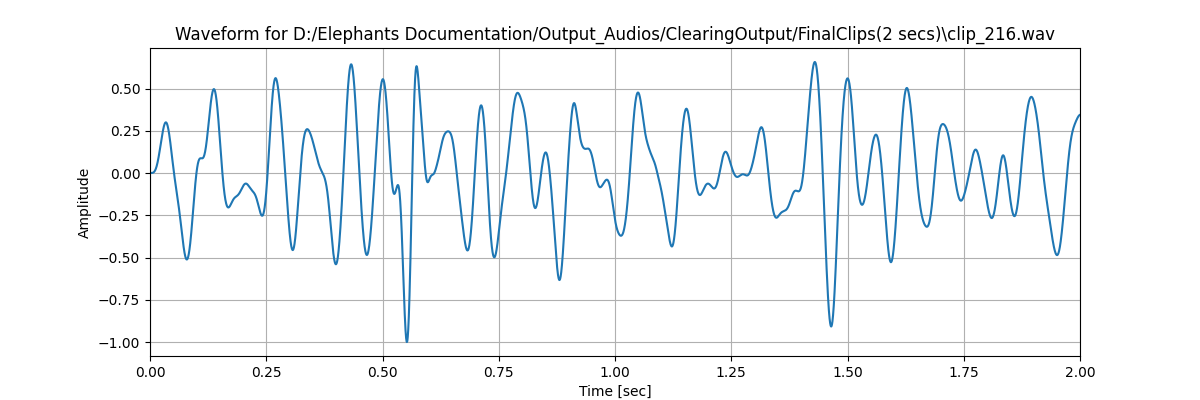 Waveform for D:/Elephants Documentation/Output_Audios/ClearingOutput/FinalClips(2 secs)\clip_216.wav
0.50
0.25
0.00
−0.25
−0.50
−0.75
−1.00
Amplitude
0.00 0.25 0.50 0.75 1.00 1.25 1.50 1.75 2.00
Time [sec]